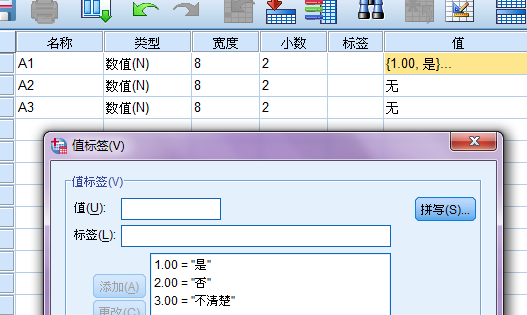 名称 类型 宽度 小数 标签 值
A1 数值(N) 8 2 {1.00, 是}...
A2 数值(N) 8 2 无
A3 数值(N) 8 2 无
值标签(V)
值标签(V)
值(U): 拼写(S)...
标签(L):
1.00 = "是"
添加(A) 2.00 = "否"
更改(C) 3.00 = "不清楚"